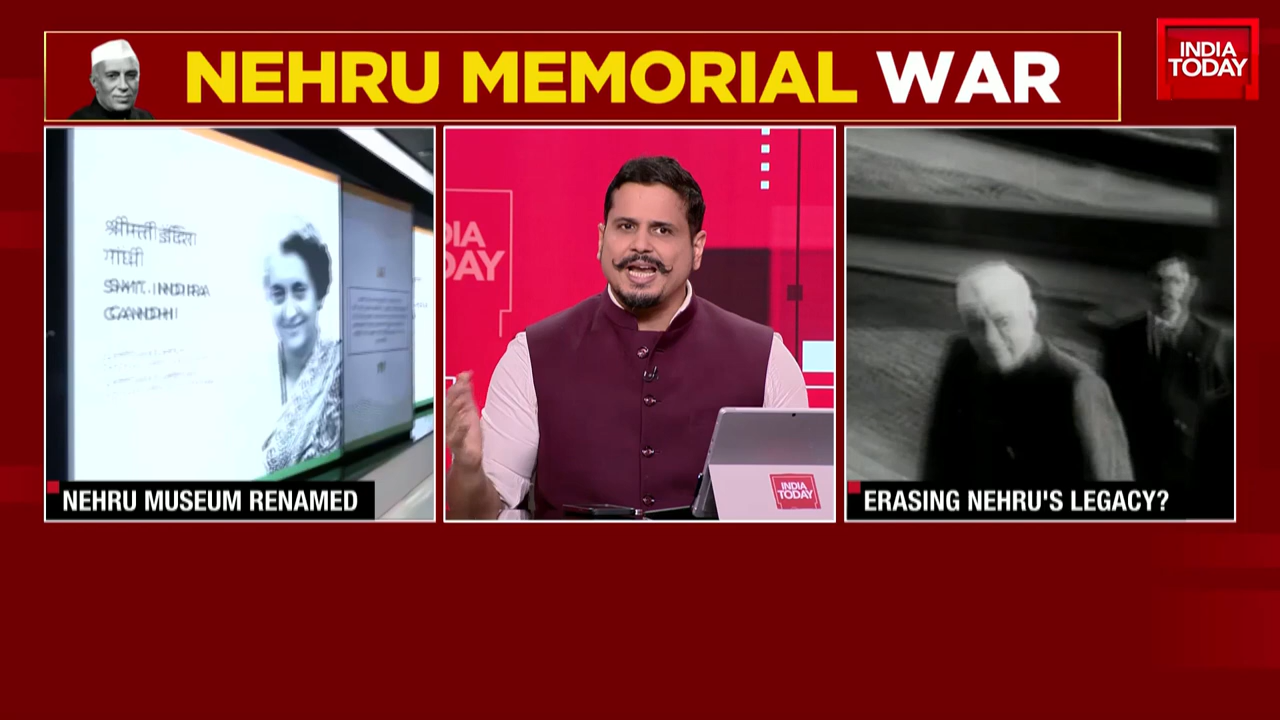 NEHRU MEMORIAL WAR
INDIA
TODAY
श्रीमती इंदिरा
गांधी
SMT. INDIRA
GANDHI
DIA
DAY
INDIA
TODAY
NEHRU MUSEUM RENAMED
ERASING NEHRU'S LEGACY?